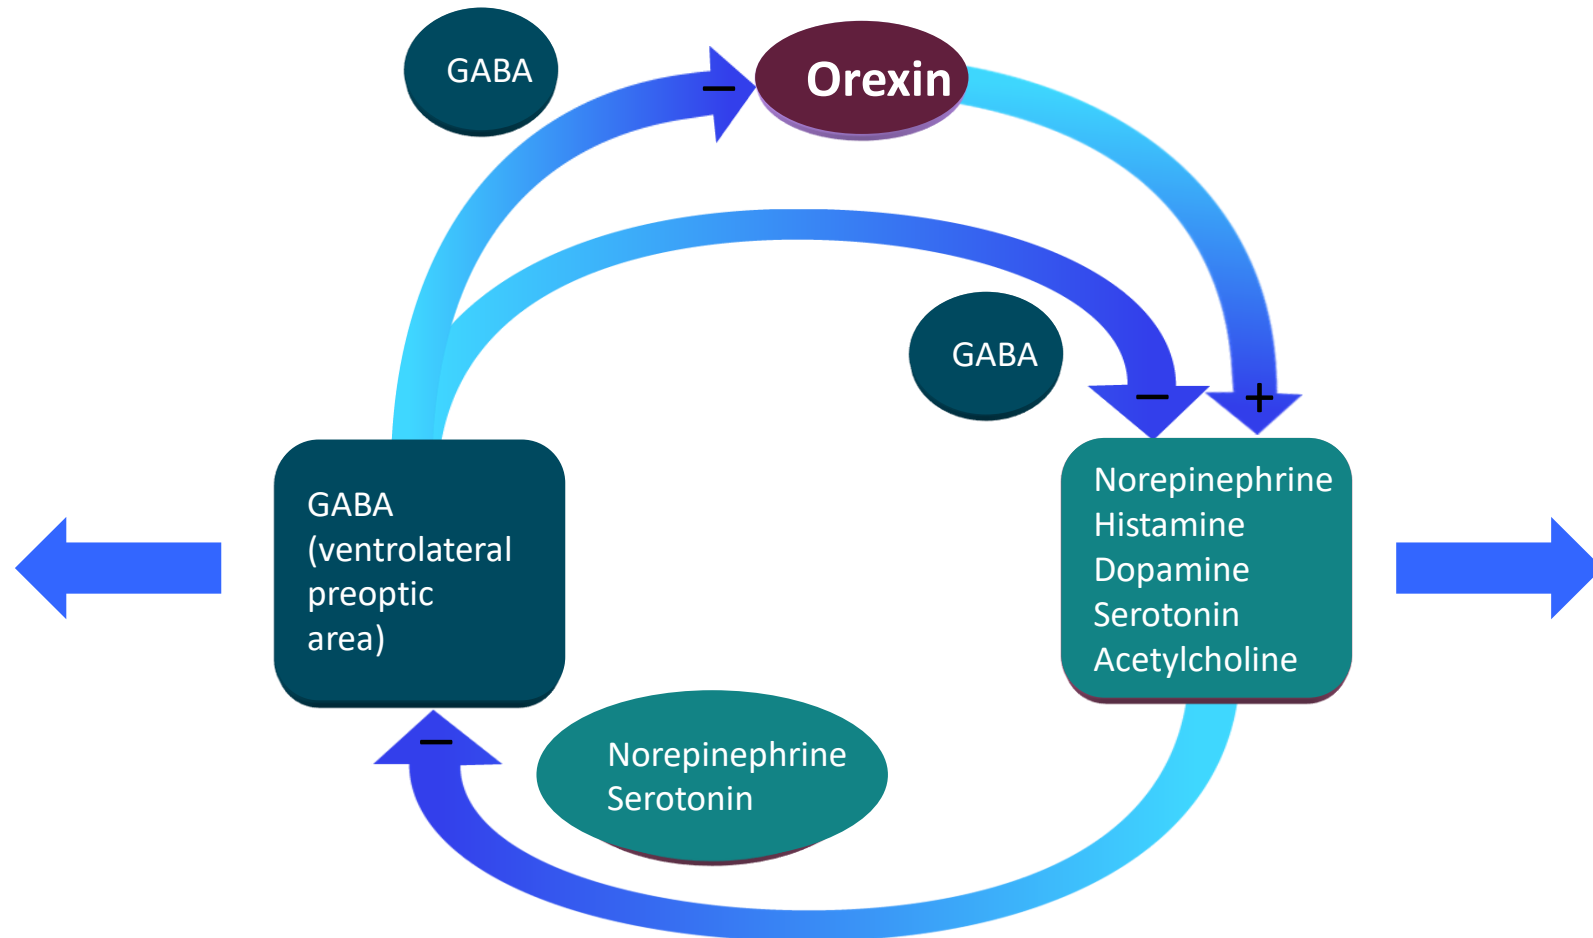 GABA
Orexin
–
GABA
–
+
GABA
(ventrolateral
preoptic
area)
Norepinephrine
Histamine
Dopamine
Serotonin
Acetylcholine
–
Norepinephrine
Serotonin